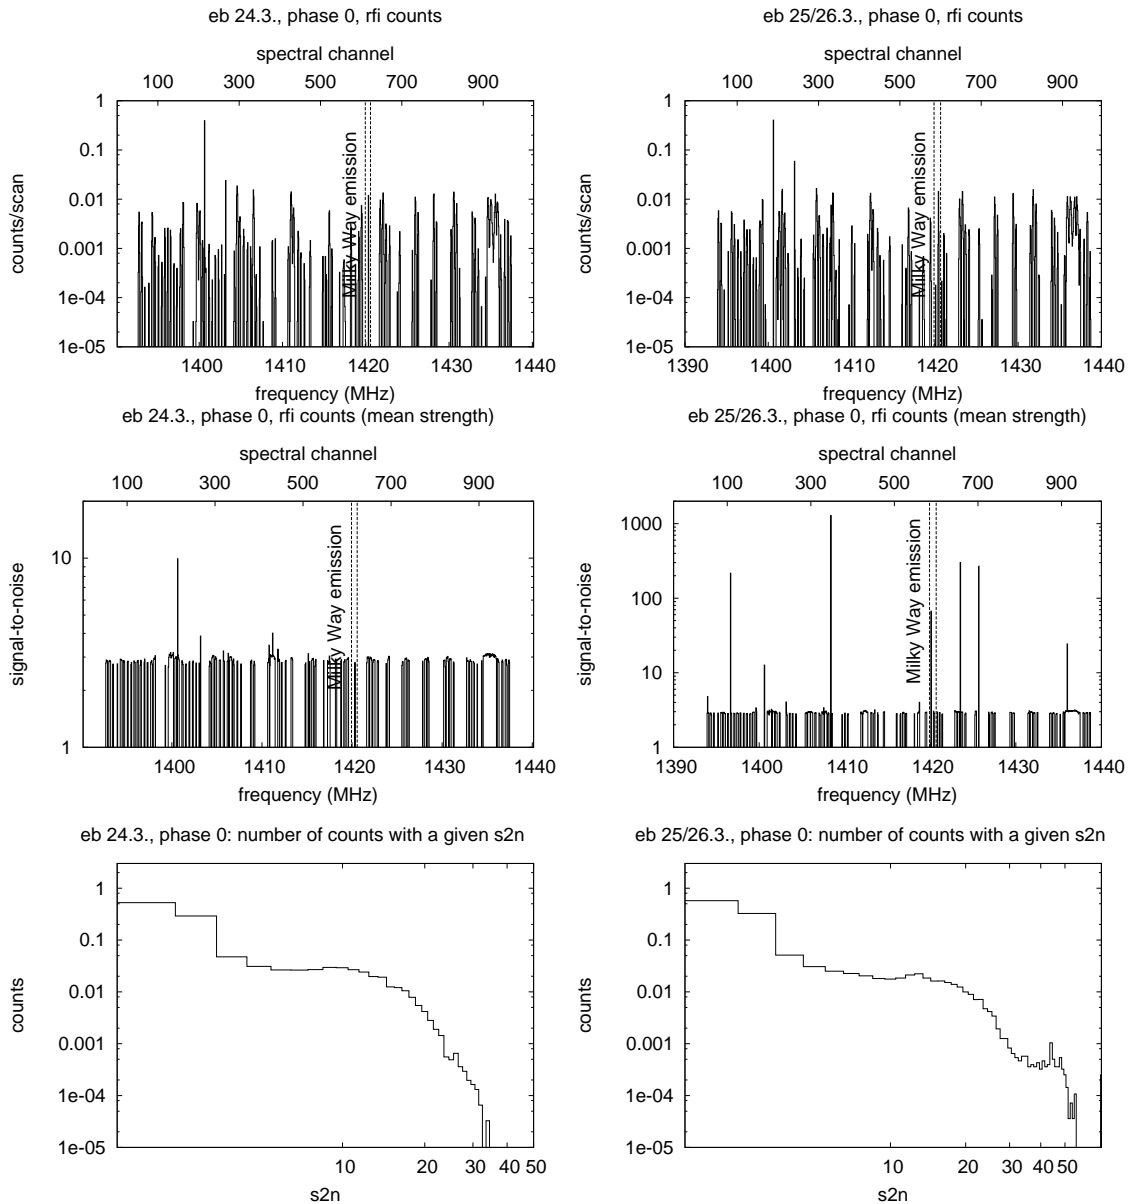 eb 24.3., phase 0, rfi counts
spectral channel
100 300 500 700 900
1
0.1
0.01
0.001
1e-04
1e-05
counts/scan
Milky Way emission
1400 1410 1420 1430 1440
frequency (MHz)
eb 25/26.3., phase 0, rfi counts
spectral channel
100 300 500 700 900
1
0.1
0.01
0.001
1e-04
1e-05
counts/scan
Milky Way emission
1390 1400 1410 1420 1430 1440
frequency (MHz)
eb 24.3., phase 0, rfi counts (mean strength)
spectral channel
100 300 500 700 900
10
1
signal-to-noise
Milky Way emission
1400 1410 1420 1430 1440
frequency (MHz)
eb 25/26.3., phase 0, rfi counts (mean strength)
spectral channel
100 300 500 700 900
1000
100
10
1
signal-to-noise
Milky Way emission
1390 1400 1410 1420 1430 1440
frequency (MHz)
eb 24.3., phase 0: number of counts with a given s2n
1
0.1
0.01
0.001
1e-04
1e-05
counts
10 20 30 40 50
s2n
eb 25/26.3., phase 0: number of counts with a given s2n
1
0.1
0.01
0.001
1e-04
1e-05
counts
10 20 30 40 50
s2n